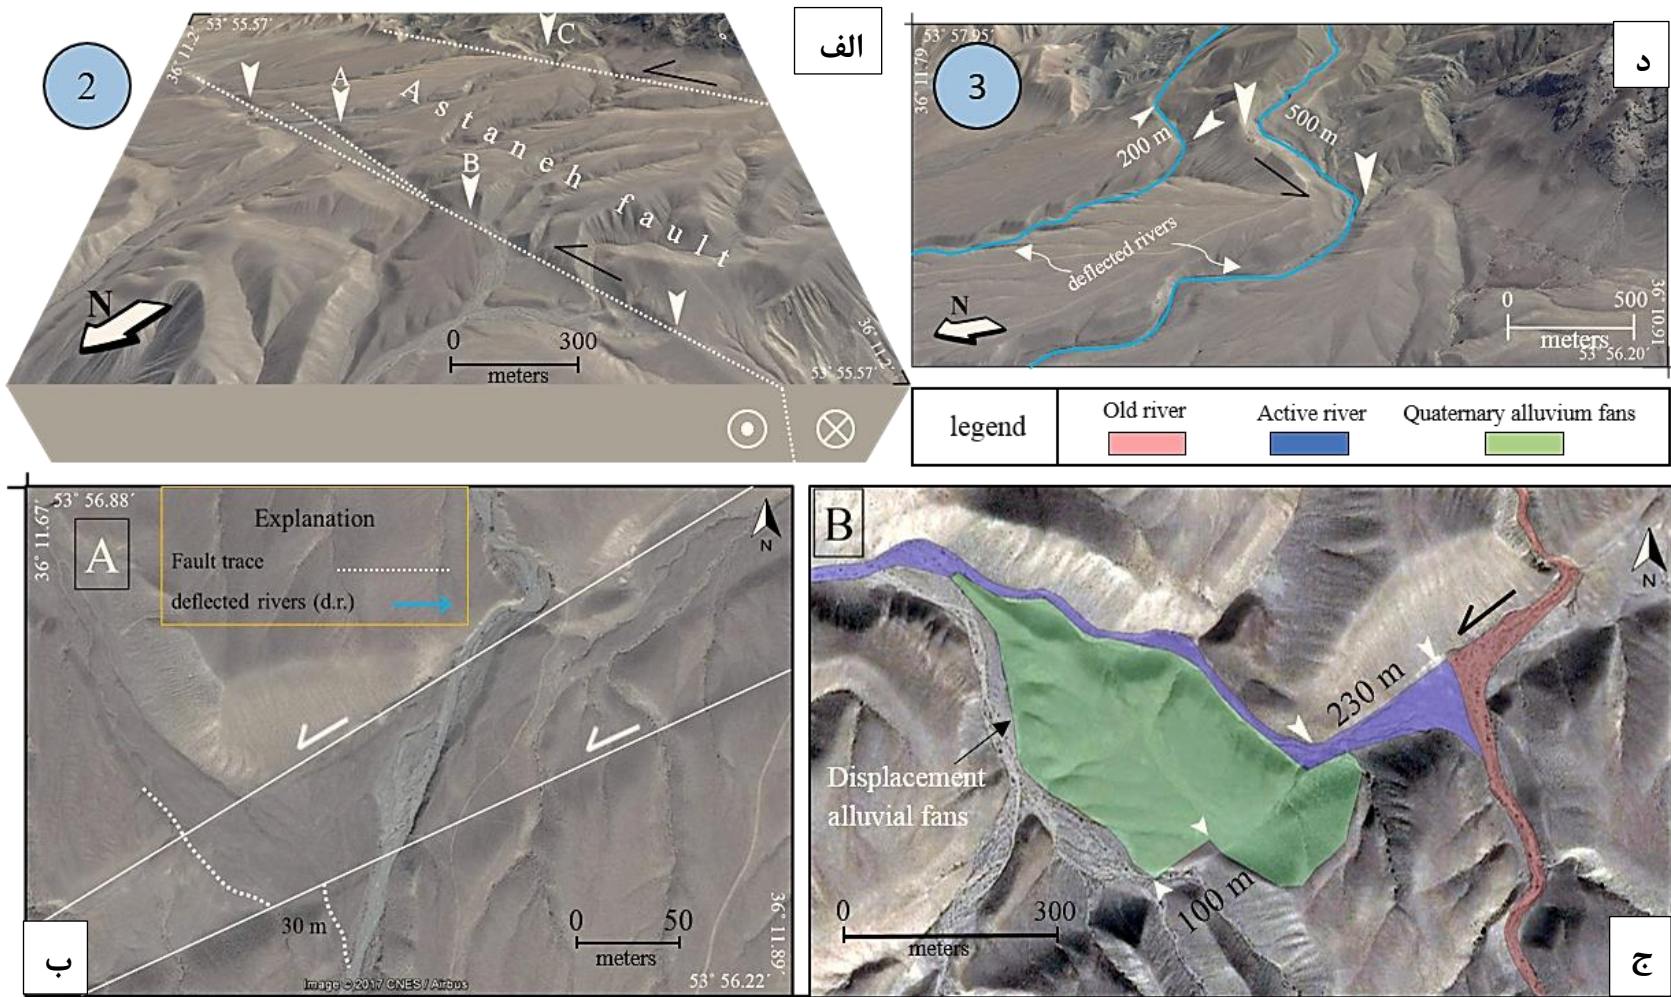 الف
2
53° 55.57′
36° 11.2′
A
B
C
Astaneh fault
N
0 300
meters
36° 11.2′
53° 55.57′
د
3
53° 57.95′
36° 11.79
200 m
500 m
deflected rivers
N
0 500
meters
36° 10.91
53° 56.20′
legend
Old river
Active river
Quaternary alluvium fans
53° 56.88′
36° 11.67′
A
Explanation
Fault trace
deflected rivers (d.r.)
N
30 m
0 50
meters
36° 11.89′
53° 56.22′
Image © 2017 CNES / Airbus
ب
B
N
230 m
Displacement
alluvial fans
100 m
0 300
meters
ج